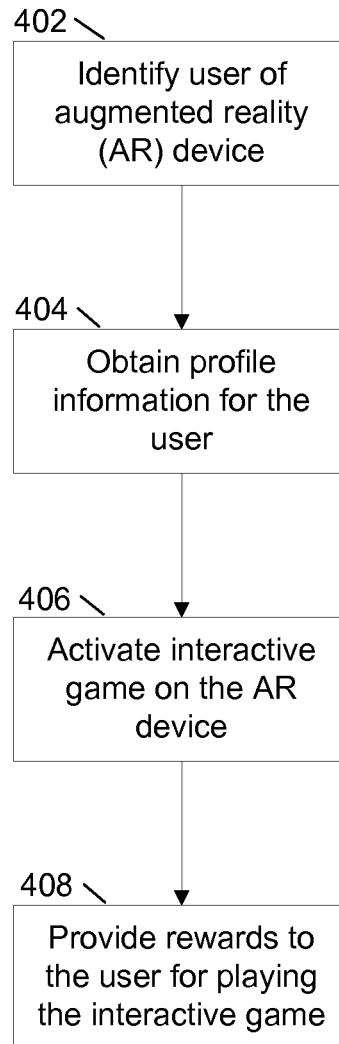 402
Identify user of
augmented reality
(AR) device
404
Obtain profile
information for the
user
406
Activate interactive
game on the AR
device
408
Provide rewards to
the user for playing
the interactive game